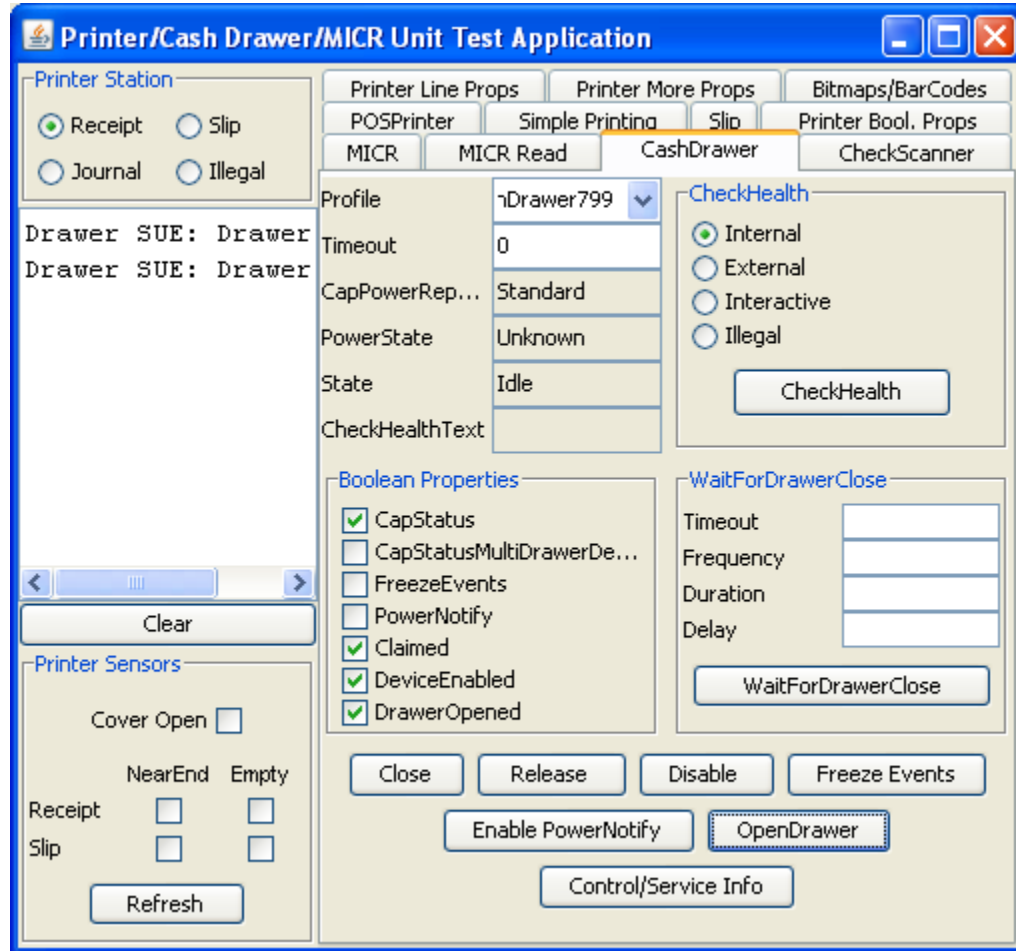 Printer/Cash Drawer/MICR Unit Test Application
Printer Station
Receipt Slip
Journal Illegal
Drawer SUE: Drawer
Drawer SUE: Drawer
Clear
Printer Sensors
Cover Open
NearEnd Empty
Receipt
Slip
Refresh
Printer Line Props Printer More Props Bitmaps/BarCodes
POSPrinter Simple Printing Slip Printer Bool. Props
MICR MICR Read CashDrawer CheckScanner
Profile Drawer799
Timeout 0
CapPowerRep... Standard
PowerState Unknown
State Idle
CheckHealthText
CheckHealth
Internal
External
Interactive
Illegal
CheckHealth
Boolean Properties
CapStatus
CapStatusMultiDrawerDe...
FreezeEvents
PowerNotify
Claimed
DeviceEnabled
DrawerOpened
WaitForDrawerClose
Timeout
Frequency
Duration
Delay
WaitForDrawerClose
Close Release Disable Freeze Events
Enable PowerNotify OpenDrawer
Control/Service Info